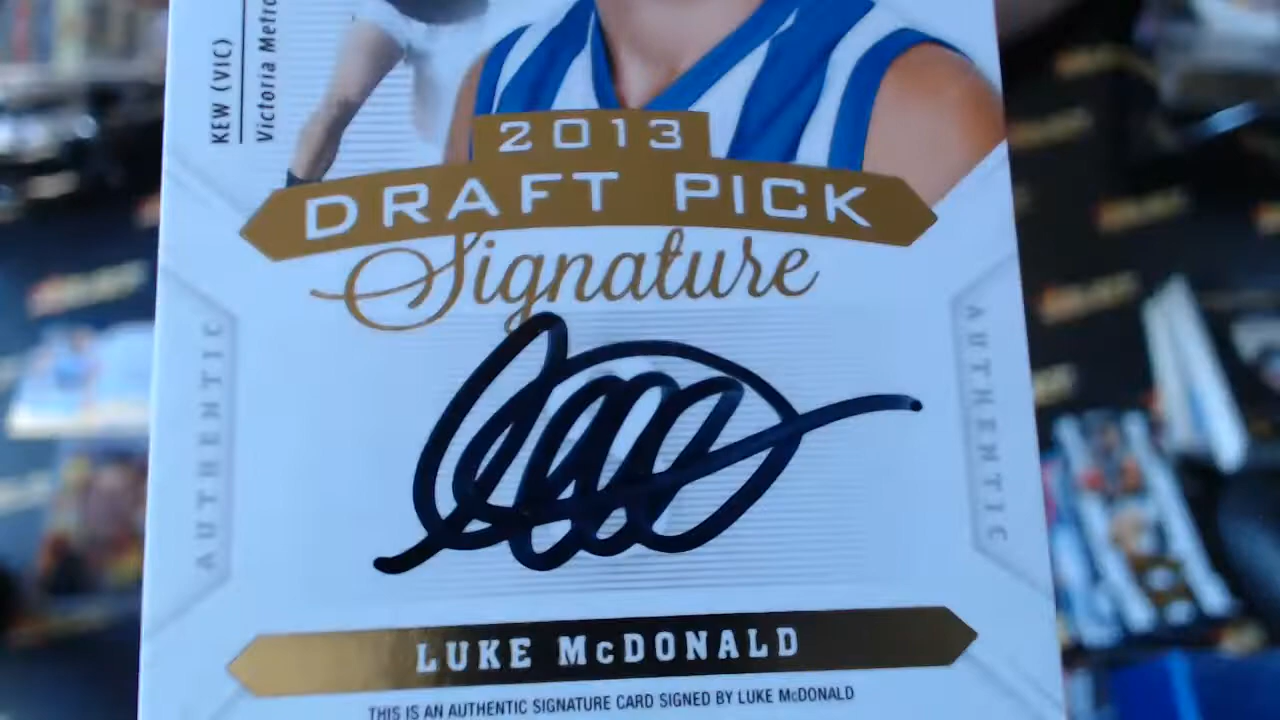 KEW (VIC)
Victoria Metro
2013
DRAFT PICK
Signature
AUTHENTIC
AUTHENTIC
LUKE McDONALD
THIS IS AN AUTHENTIC SIGNATURE CARD SIGNED BY LUKE McDONALD